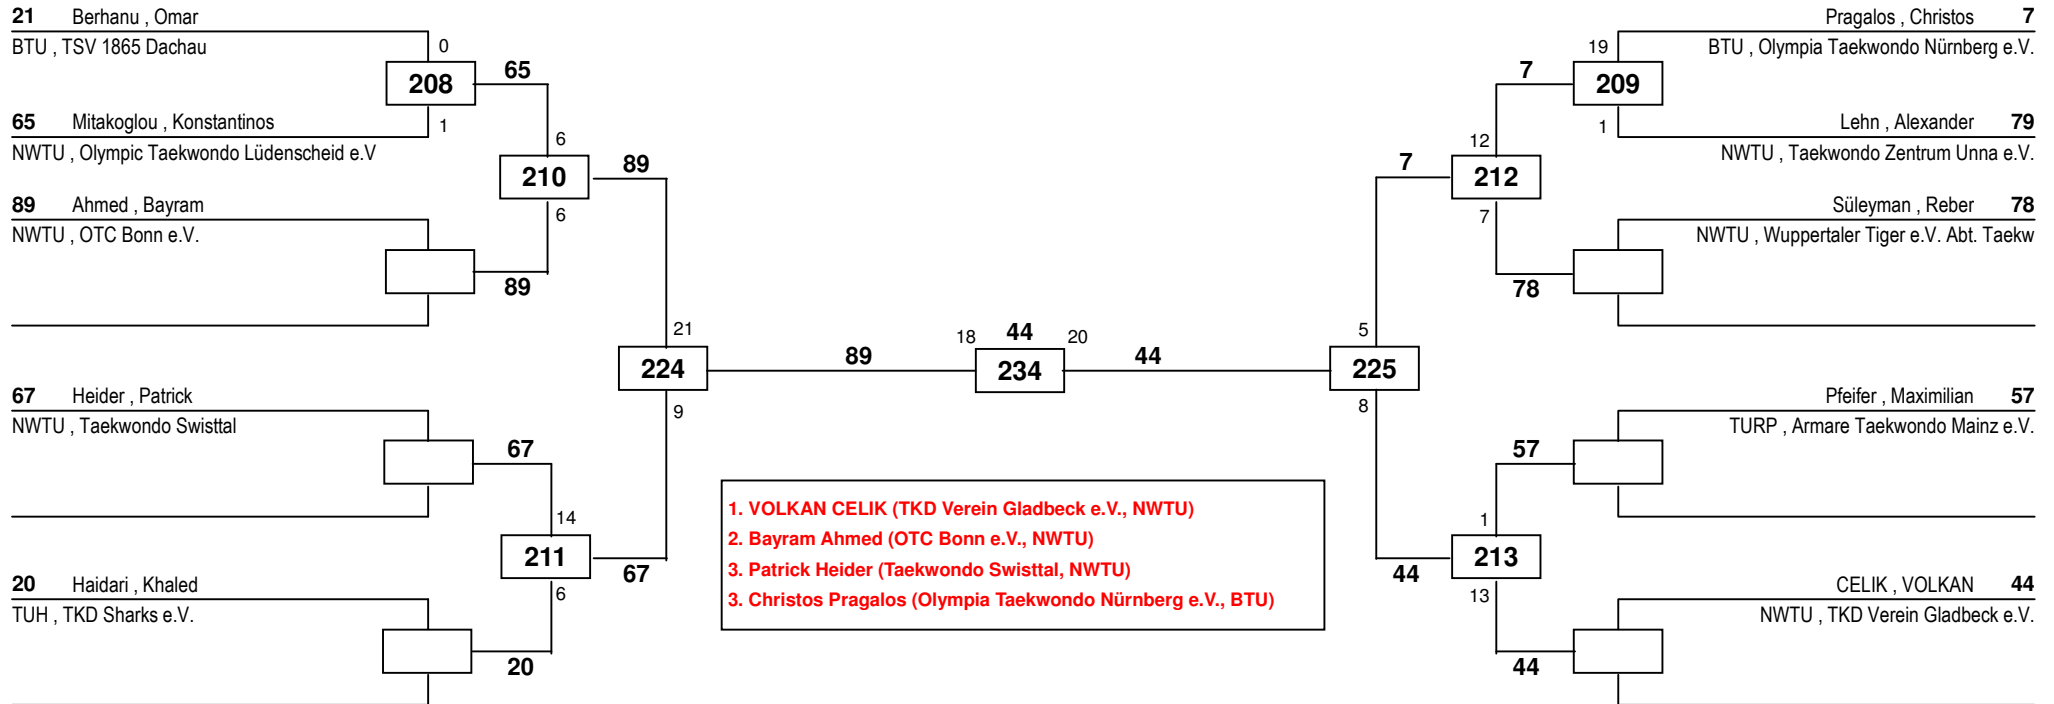 21 Berhanu , Omar
BTU , TSV 1865 Dachau
0
208
65
1
65 Mitakoglou , Konstantinos
NWTU , Olympic Taekwondo Lüdenscheid e.V
6
210
89
6
89 Ahmed , Bayram
NWTU , OTC Bonn e.V.
89
21
224
89
9
67 Heider , Patrick
NWTU , Taekwondo Swisttal
67
14
211
67
6
20 Haidari , Khaled
TUH , TKD Sharks e.V.
20
18 44 20
234
44
1. VOLKAN CELIK (TKD Verein Gladbeck e.V., NWTU)
2. Bayram Ahmed (OTC Bonn e.V., NWTU)
3. Patrick Heider (Taekwondo Swisttal, NWTU)
3. Christos Pragalos (Olympia Taekwondo Nürnberg e.V., BTU)
Pragalos , Christos 7
BTU , Olympia Taekwondo Nürnberg e.V.
19
7
209
1
Lehn , Alexander 79
NWTU , Taekwondo Zentrum Unna e.V.
12
7
212
7
Süleyman , Reber 78
NWTU , Wuppertaler Tiger e.V. Abt. Taekw
78
5
225
8
Pfeifer , Maximilian 57
TURP , Armare Taekwondo Mainz e.V.
57
1
213
44
13
CELIK , VOLKAN 44
NWTU , TKD Verein Gladbeck e.V.
44